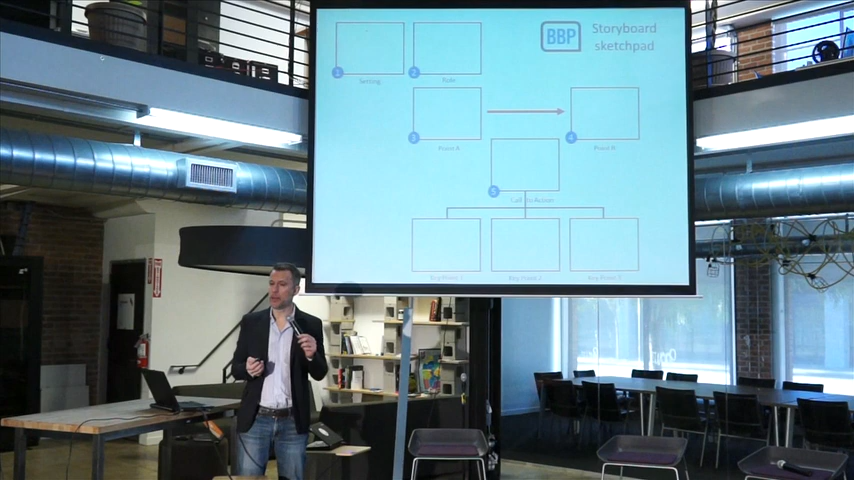 BBP
Storyboard
sketchpad
1
Setting
2
Role
3
Point A
4
Point B
5
Call to Action
Key Point 1
Key Point 2
Key Point 3